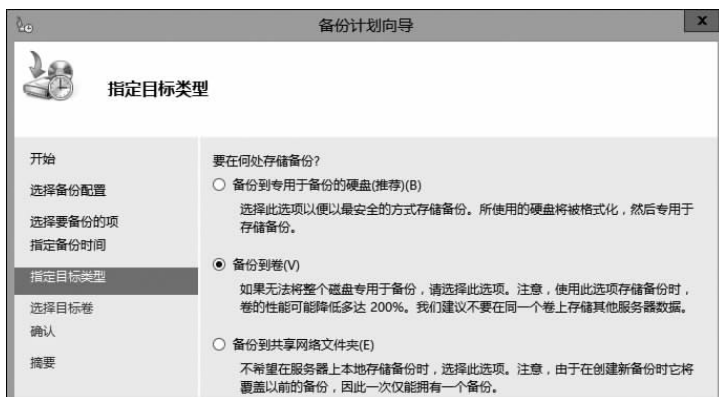 备份计划向导
x
指定目标类型
开始
选择备份配置
选择要备份的项
指定备份时间
指定目标类型
选择目标卷
确认
摘要
要在何处存储备份?
备份到专用于备份的硬盘(推荐)(B)
选择此选项以便以最安全的方式存储备份。所使用的硬盘将被格式化，然后专用于
存储备份。
备份到卷(V)
如果无法将整个磁盘专用于备份，请选择此选项。注意，使用此选项存储备份时，
卷的性能可能降低多达 200%。我们建议不要在同一个卷上存储其他服务器数据。
备份到共享网络文件夹(E)
不希望在服务器上本地存储备份时，选择此选项。注意，由于在创建新备份时它将
覆盖以前的备份，因此一次仅能拥有一个备份。